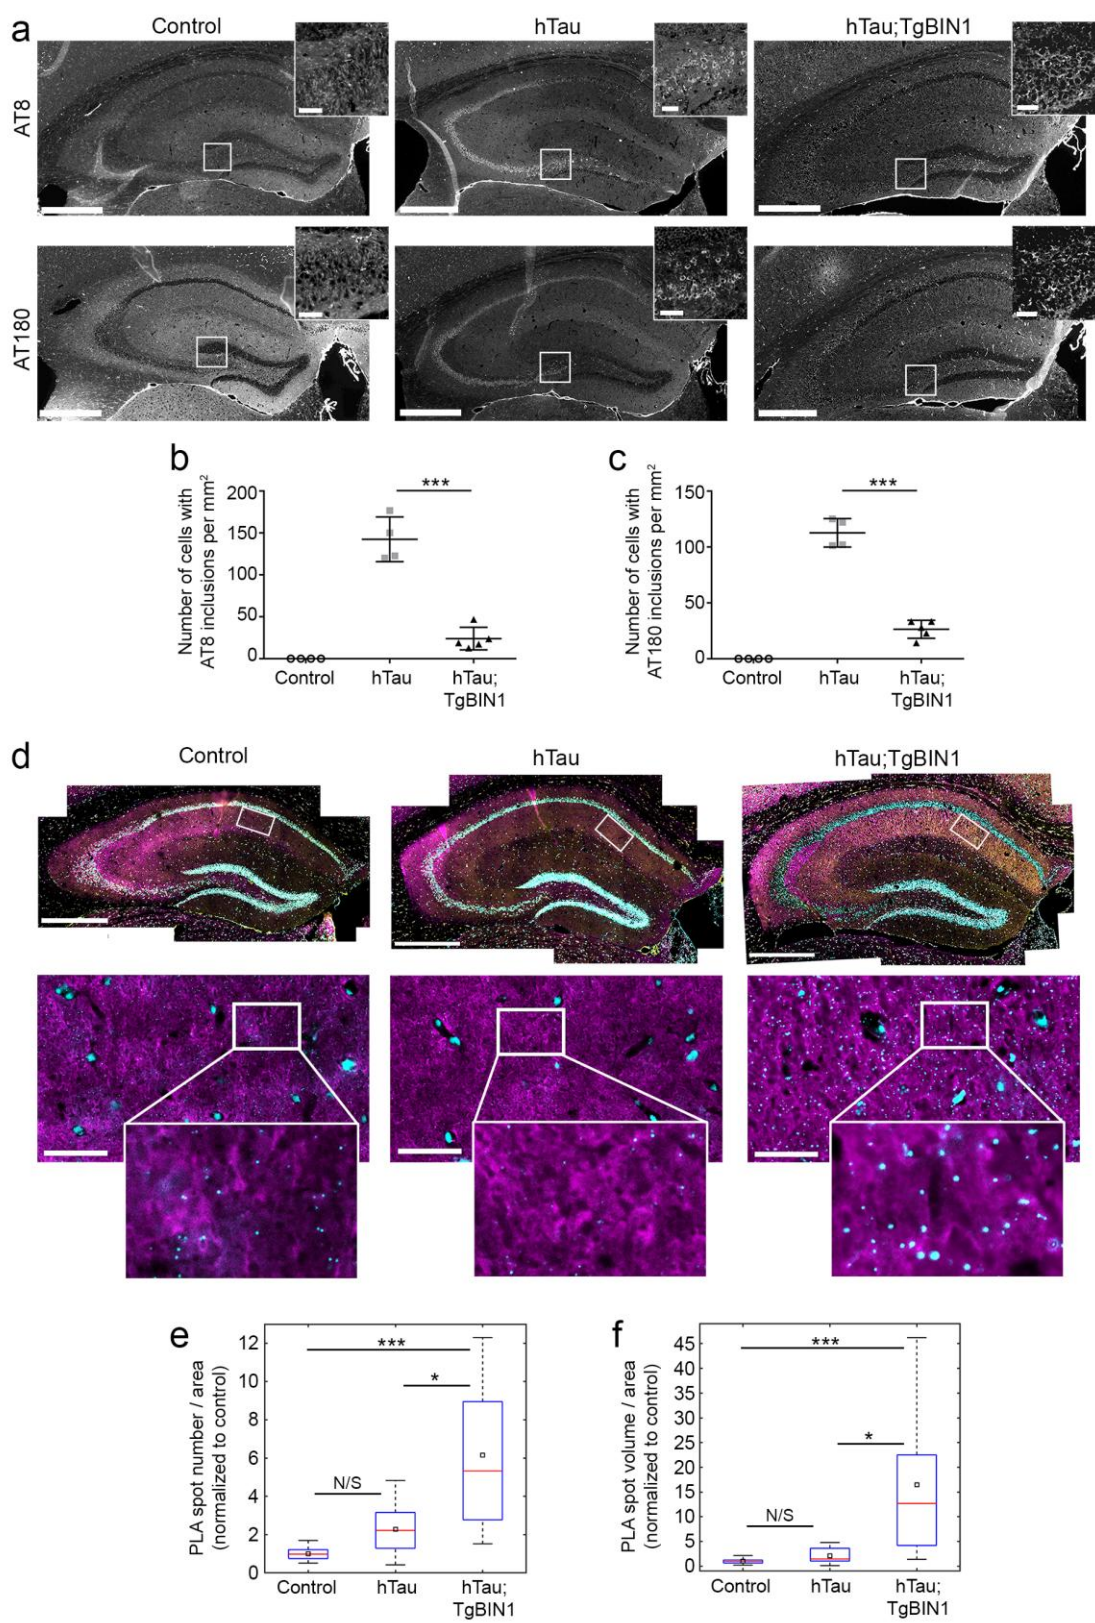 a
Control
hTau
hTau;TgBIN1
AT8
AT180
b
Number of cells with
AT8 inclusions per mm²
200
150
100
50
0
***
Control
hTau
hTau;
TgBIN1
c
Number of cells with
AT180 inclusions per mm²
150
100
50
0
***
Control
hTau
hTau;
TgBIN1
d
Control
hTau
hTau;TgBIN1
e
PLA spot number / area
(normalized to control)
12
10
8
6
4
2
0
***
*
N/S
Control
hTau
hTau;
TgBIN1
f
PLA spot volume / area
(normalized to control)
45
40
35
30
25
20
15
10
5
0
***
*
N/S
Control
hTau
hTau;
TgBIN1